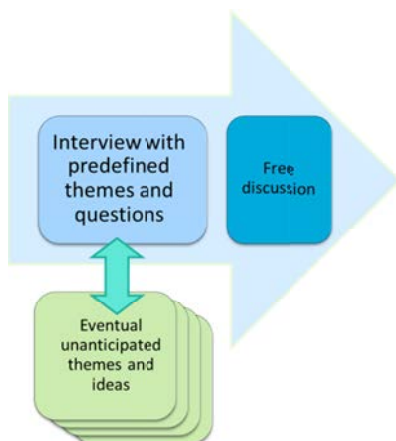 Interview with
predefined
themes and
questions
Free
discussion
Eventual
unanticipated
themes and
ideas